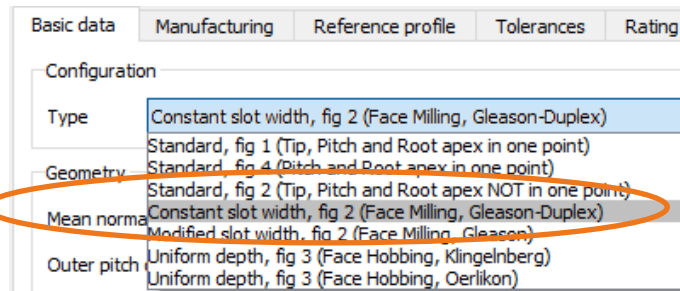 Basic data Manufacturing Reference profile Tolerances Rating
Configuration
Type Constant slot width, fig 2 (Face Milling, Gleason-Duplex)
Standard, fig 1 (Tip, Pitch and Root apex in one point)
Geometry Standard, fig 4 (Pitch and Root apex in one point)
Standard, fig 2 (Tip, Pitch and Root apex NOT in one point)
Mean norma Constant slot width, fig 2 (Face Milling, Gleason-Duplex)
Modified slot width, fig 2 (Face Milling, Gleason)
Outer pitch Uniform depth, fig 3 (Face Hobbing, Klingelnberg)
Uniform depth, fig 3 (Face Hobbing, Oerlikon)